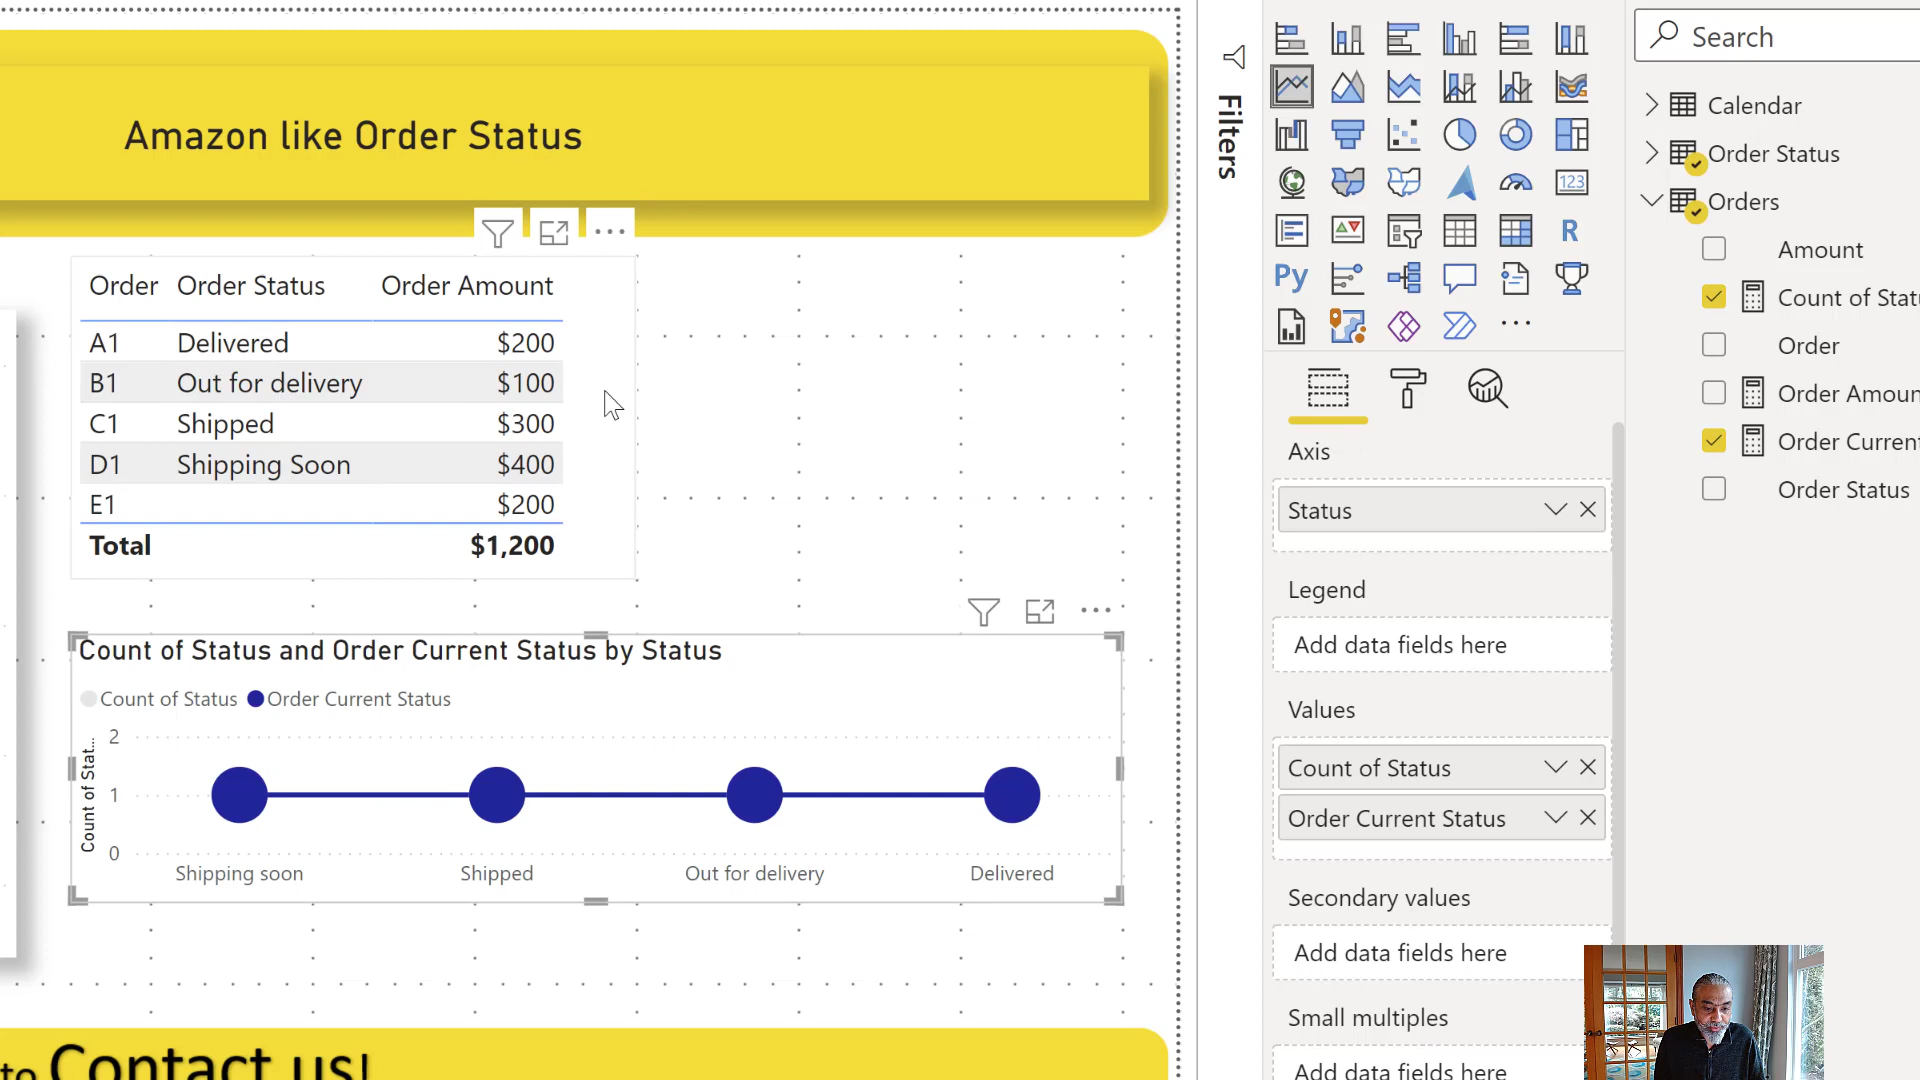 Amazon like Order Status
Order Order Status Order Amount
A1 Delivered $200
B1 Out for delivery $100
C1 Shipped $300
D1 Shipping Soon $400
E1 $200
Total $1,200
Count of Status and Order Current Status by Status
Count of Status Order Current Status
Count of Stat...
2
1
0
Shipping soon Shipped Out for delivery Delivered
to Contact us!
Filters
123
R
Py
Axis
Status
Legend
Add data fields here
Values
Count of Status
Order Current Status
Secondary values
Add data fields here
Small multiples
Add data fields here
Search
Calendar
Order Status
Orders
Amount
Count of Statu
Order
Order Amoun
Order Current
Order Status